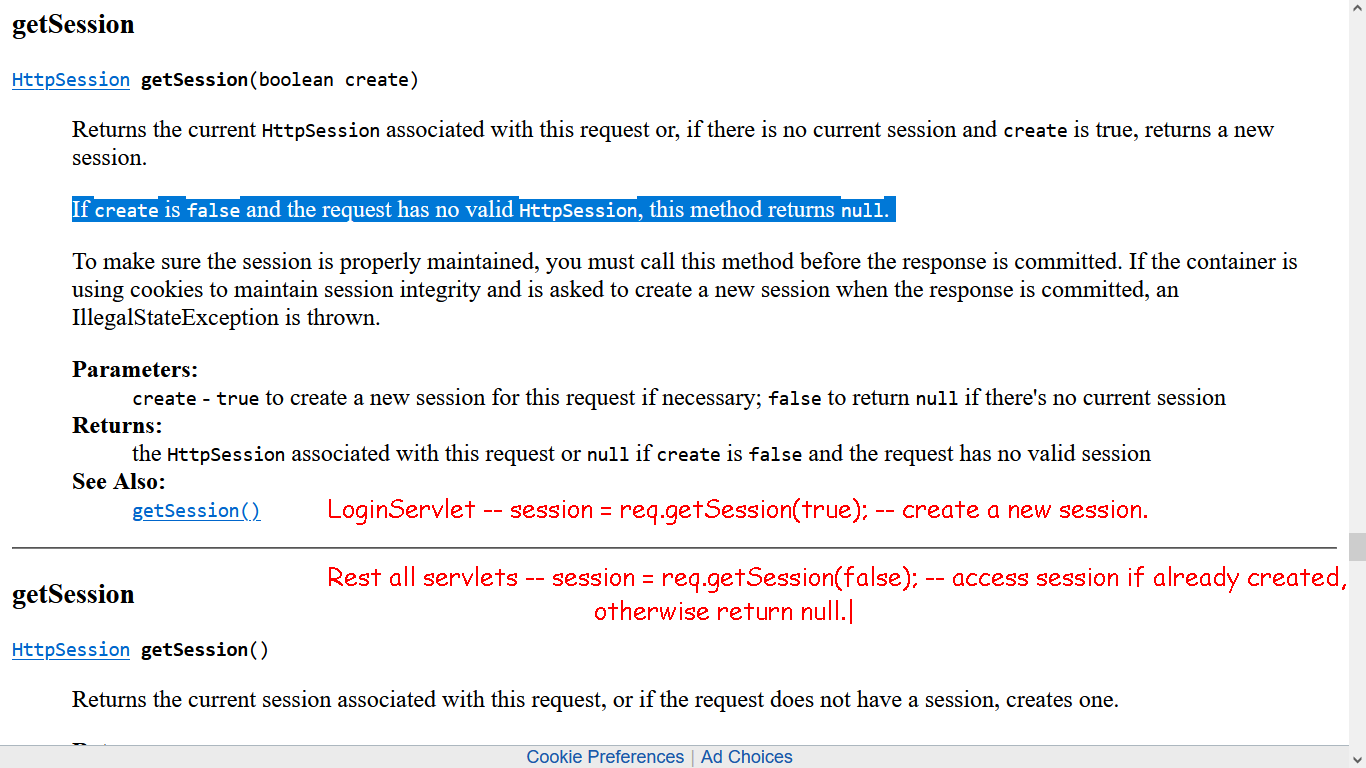 getSession
HttpSession getSession(boolean create)
Returns the current HttpSession associated with this request or, if there is no current session and create is true, returns a new
session.
If create is false and the request has no valid HttpSession, this method returns null.
To make sure the session is properly maintained, you must call this method before the response is committed. If the container is
using cookies to maintain session integrity and is asked to create a new session when the response is committed, an
IllegalStateException is thrown.
Parameters:
create - true to create a new session for this request if necessary; false to return null if there's no current session
Returns:
the HttpSession associated with this request or null if create is false and the request has no valid session
See Also:
getSession()
LoginServlet -- session = req.getSession(true); -- create a new session.
Rest all servlets -- session = req.getSession(false); -- access session if already created,
otherwise return null.
getSession
HttpSession getSession()
Returns the current session associated with this request, or if the request does not have a session, creates one.
Cookie Preferences | Ad Choices